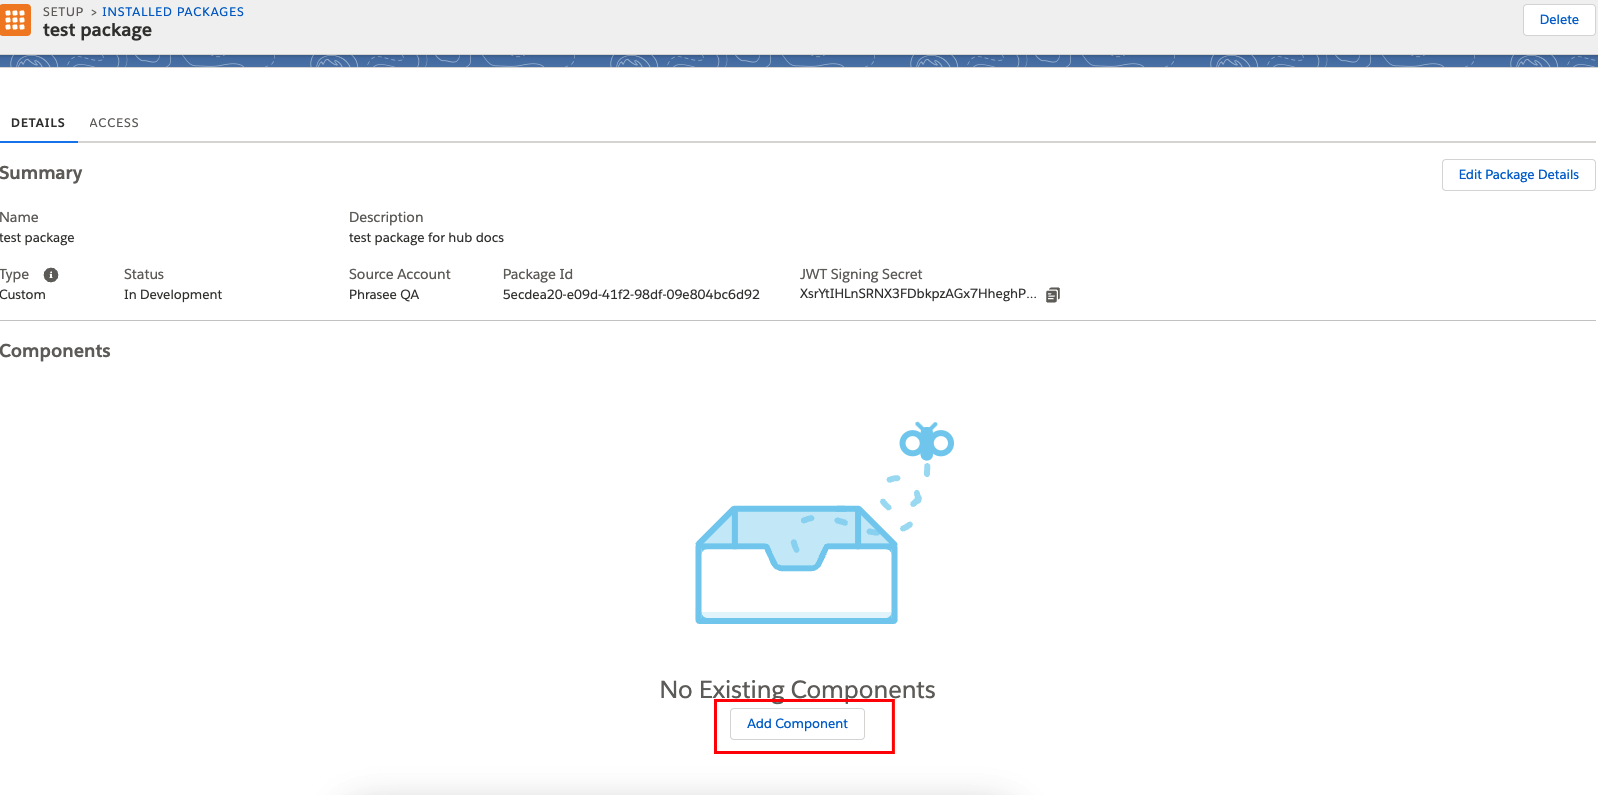 SETUP > INSTALLED PACKAGES
test package
Delete
DETAILS ACCESS
Summary
Edit Package Details
Name Description
test package test package for hub docs
Type Status Source Account Package Id JWT Signing Secret
Custom In Development Phrasee QA 5ecdea20-e09d-41f2-98df-09e804bc6d92 XsrYtIHLnSRNX3FDbkpzAGx7HheghP...
Components
No Existing Components
Add Component